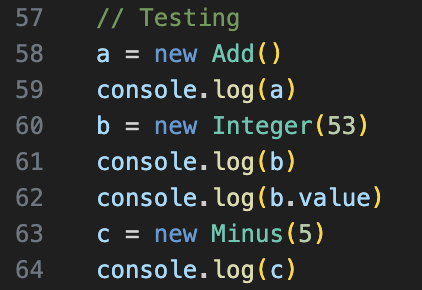 57 // Testing
58 a = new Add()
59 console.log(a)
60 b = new Integer(53)
61 console.log(b)
62 console.log(b.value)
63 c = new Minus(5)
64 console.log(c)